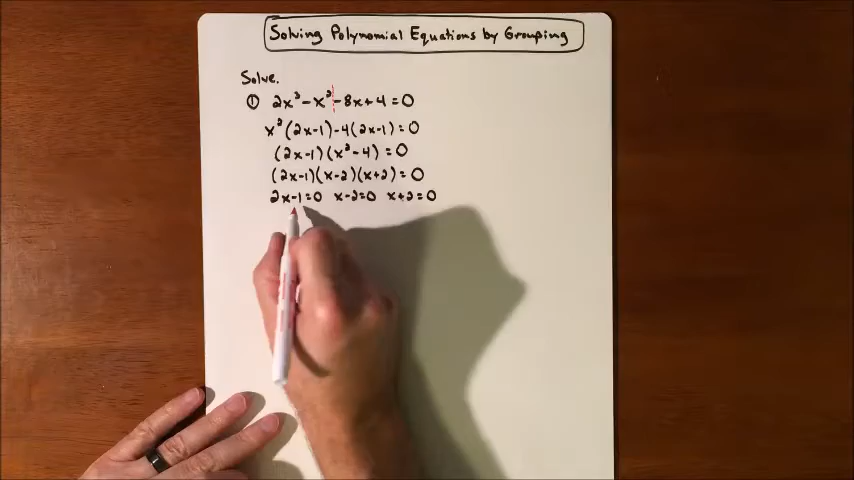 Solving Polynomial Equations by Grouping
Solve.
① 2x³ - x² - 8x + 4 = 0
x²(2x-1) - 4(2x-1) = 0
(2x-1)(x²-4) = 0
(2x-1)(x-2)(x+2) = 0
2x-1=0 x-2=0 x+2=0